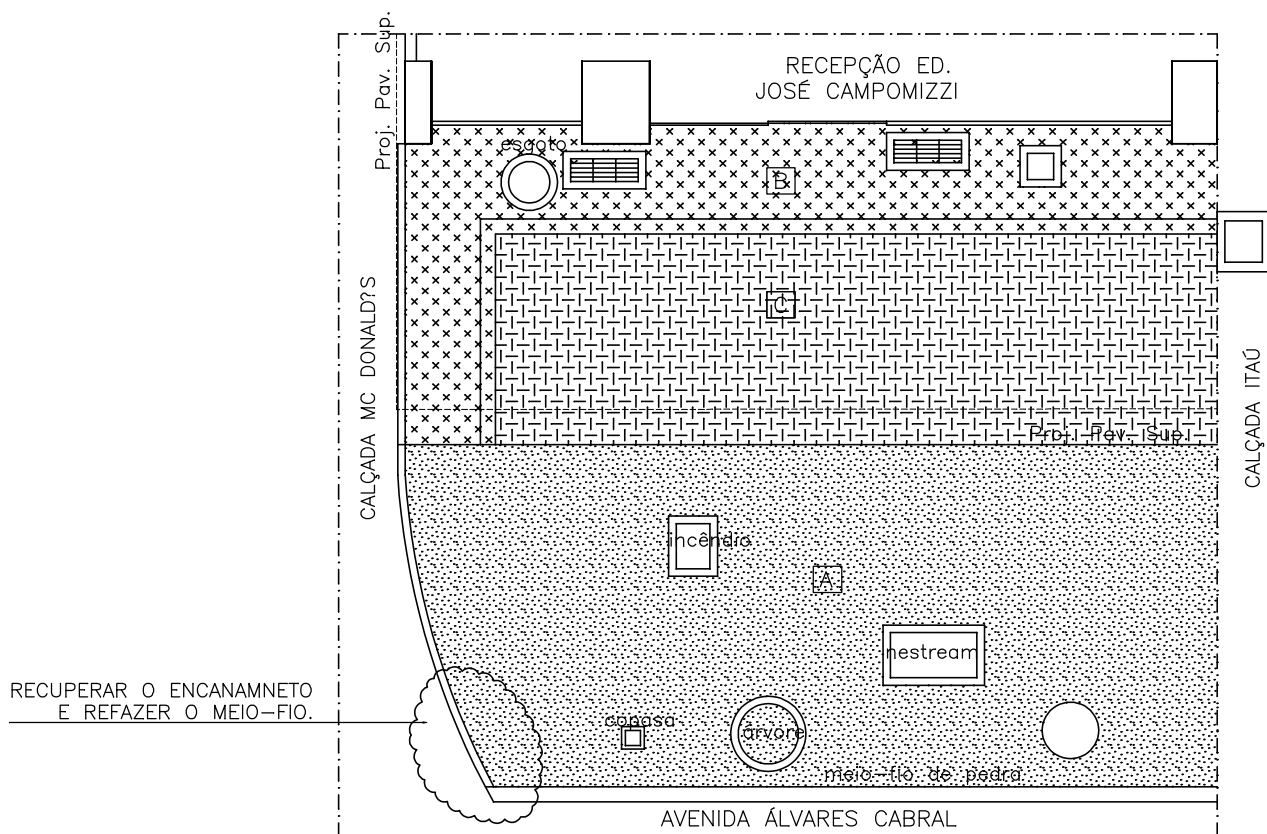 Proj. Pav. Sup.
RECEPÇÃO ED.
JOSÉ CAMPOMIZZI
esgoto
B
C
CALÇADA MC DONALD?S
CALÇADA ITAÚ
Proj. Pav. Sup.
incêndio
A
nestream
RECUPERAR O ENCANAMNETO
E REFAZER O MEIO-FIO.
copasa
árvore
meio-fio de pedra
AVENIDA ÁLVARES CABRAL